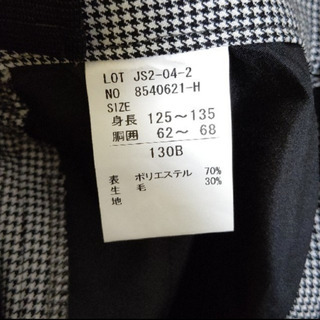 LOT JS2-04-2
NO 8540621-H
SIZE
身長 125～135
胴囲 62～ 68
130B
表 ポリエステル 70%
生 毛 30%
地